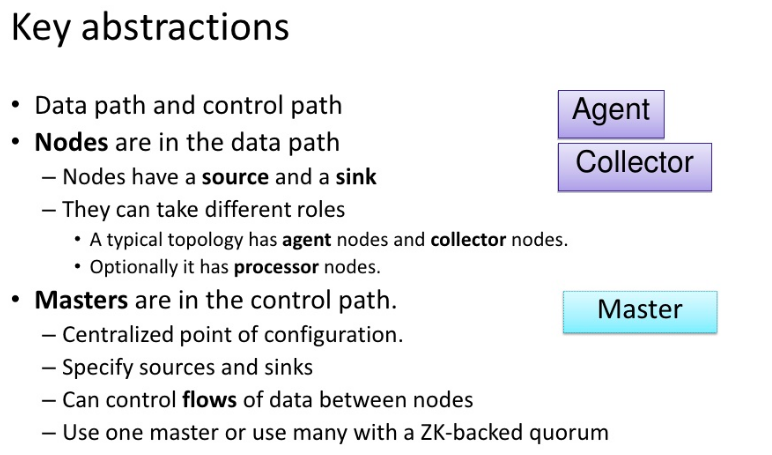 Key abstractions
• Data path and control path
• Nodes are in the data path
– Nodes have a source and a sink
– They can take different roles
• A typical topology has agent nodes and collector nodes.
• Optionally it has processor nodes.
• Masters are in the control path.
– Centralized point of configuration.
– Specify sources and sinks
– Can control flows of data between nodes
– Use one master or use many with a ZK-backed quorum
Agent
Collector
Master